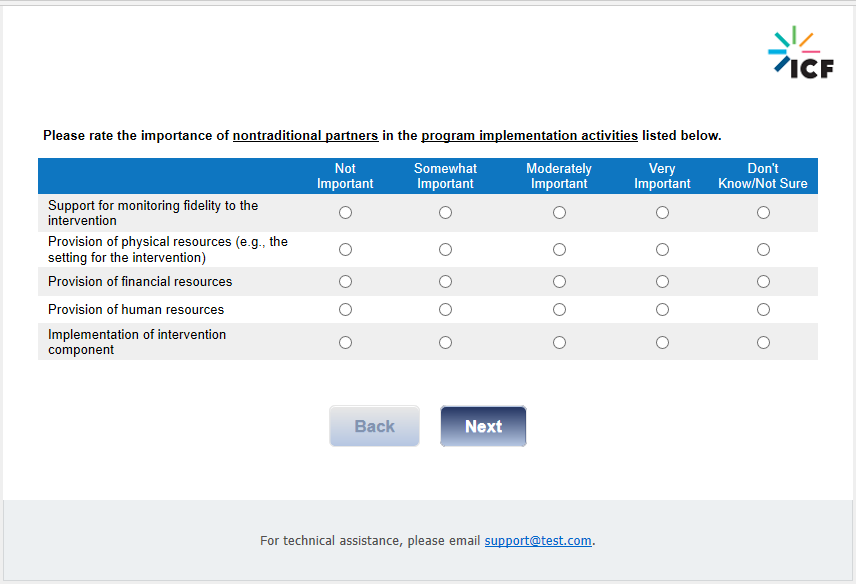 ICF
Please rate the importance of nontraditional partners in the program implementation activities listed below.
Not Important
Somewhat Important
Moderately Important
Very Important
Don't Know/Not Sure
Support for monitoring fidelity to the
intervention
Provision of physical resources (e.g., the
setting for the intervention)
Provision of financial resources
Provision of human resources
Implementation of intervention
component
Back
Next
For technical assistance, please email support@test.com.